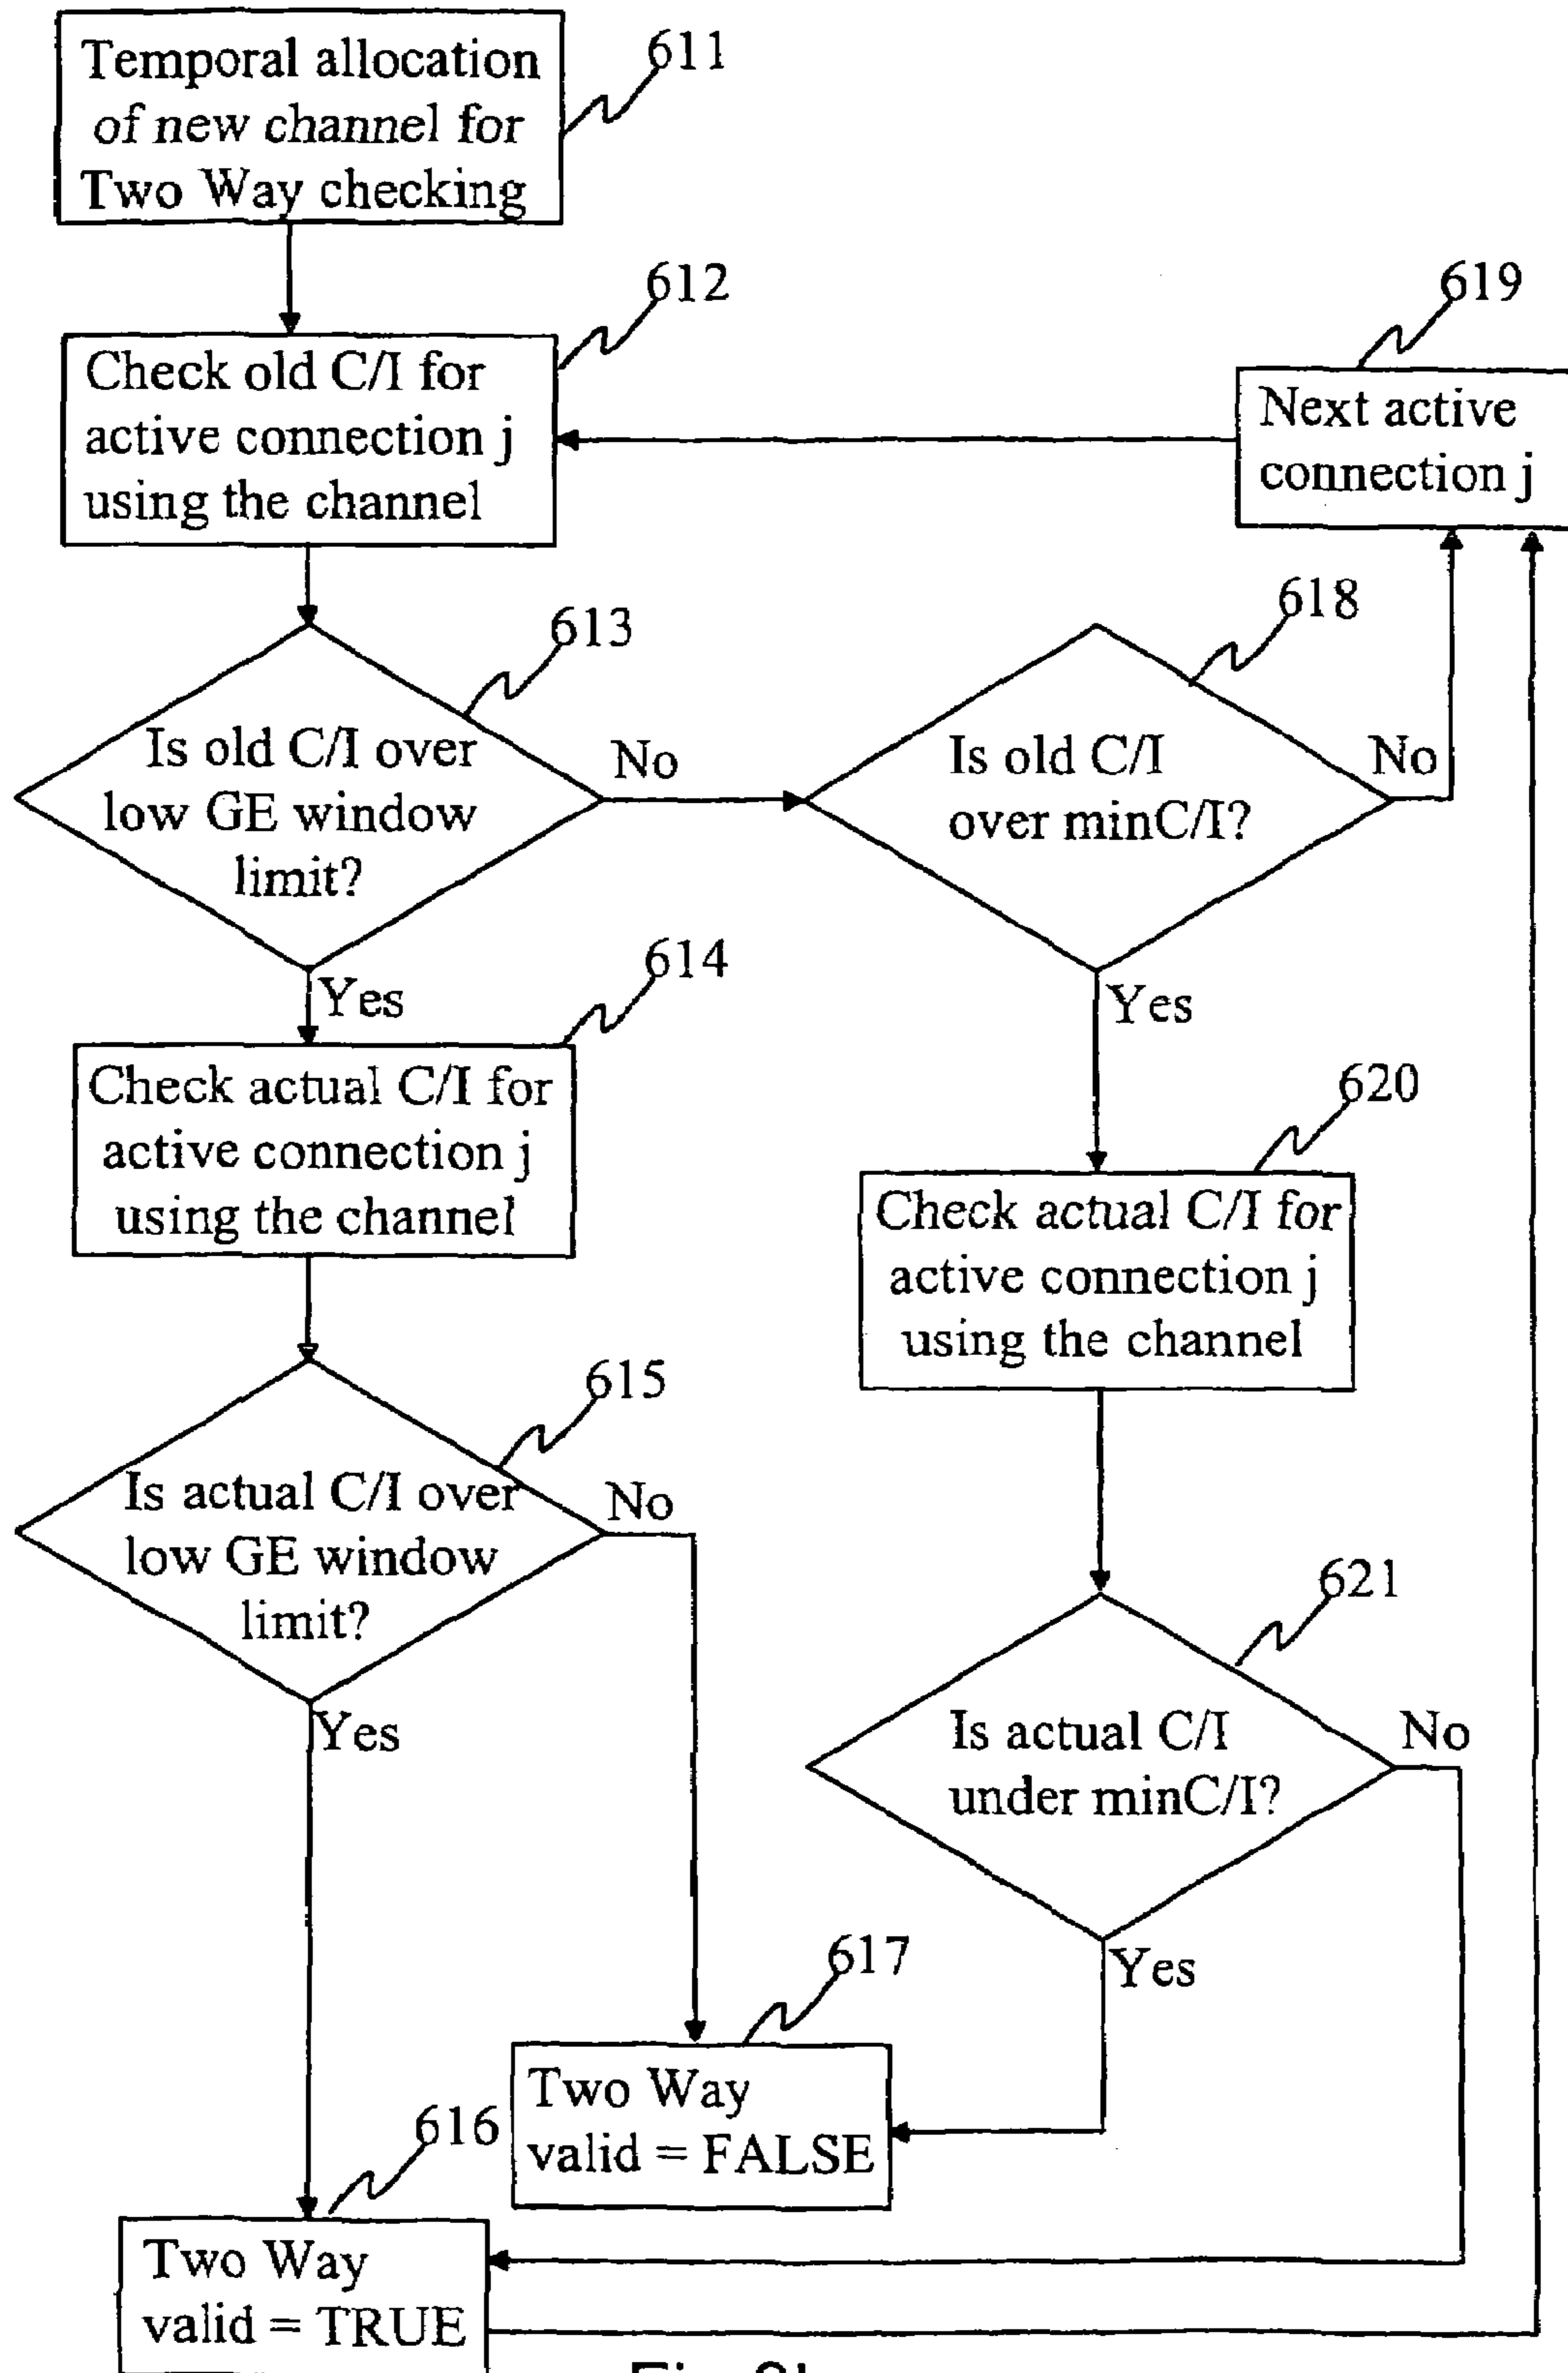 Temporal allocation
of new channel for
Two Way checking
611
Check old C/I for
active connection j
using the channel
612
Next active
connection j
619
Is old C/I over
low GE window
limit?
613
No
Yes
Is old C/I
over minC/I?
618
No
Yes
Check actual C/I for
active connection j
using the channel
614
Check actual C/I for
active connection j
using the channel
620
Is actual C/I over
low GE window
limit?
615
No
Yes
Is actual C/I
under minC/I?
621
No
Yes
Two Way
valid = FALSE
617
Two Way
valid = TRUE
616